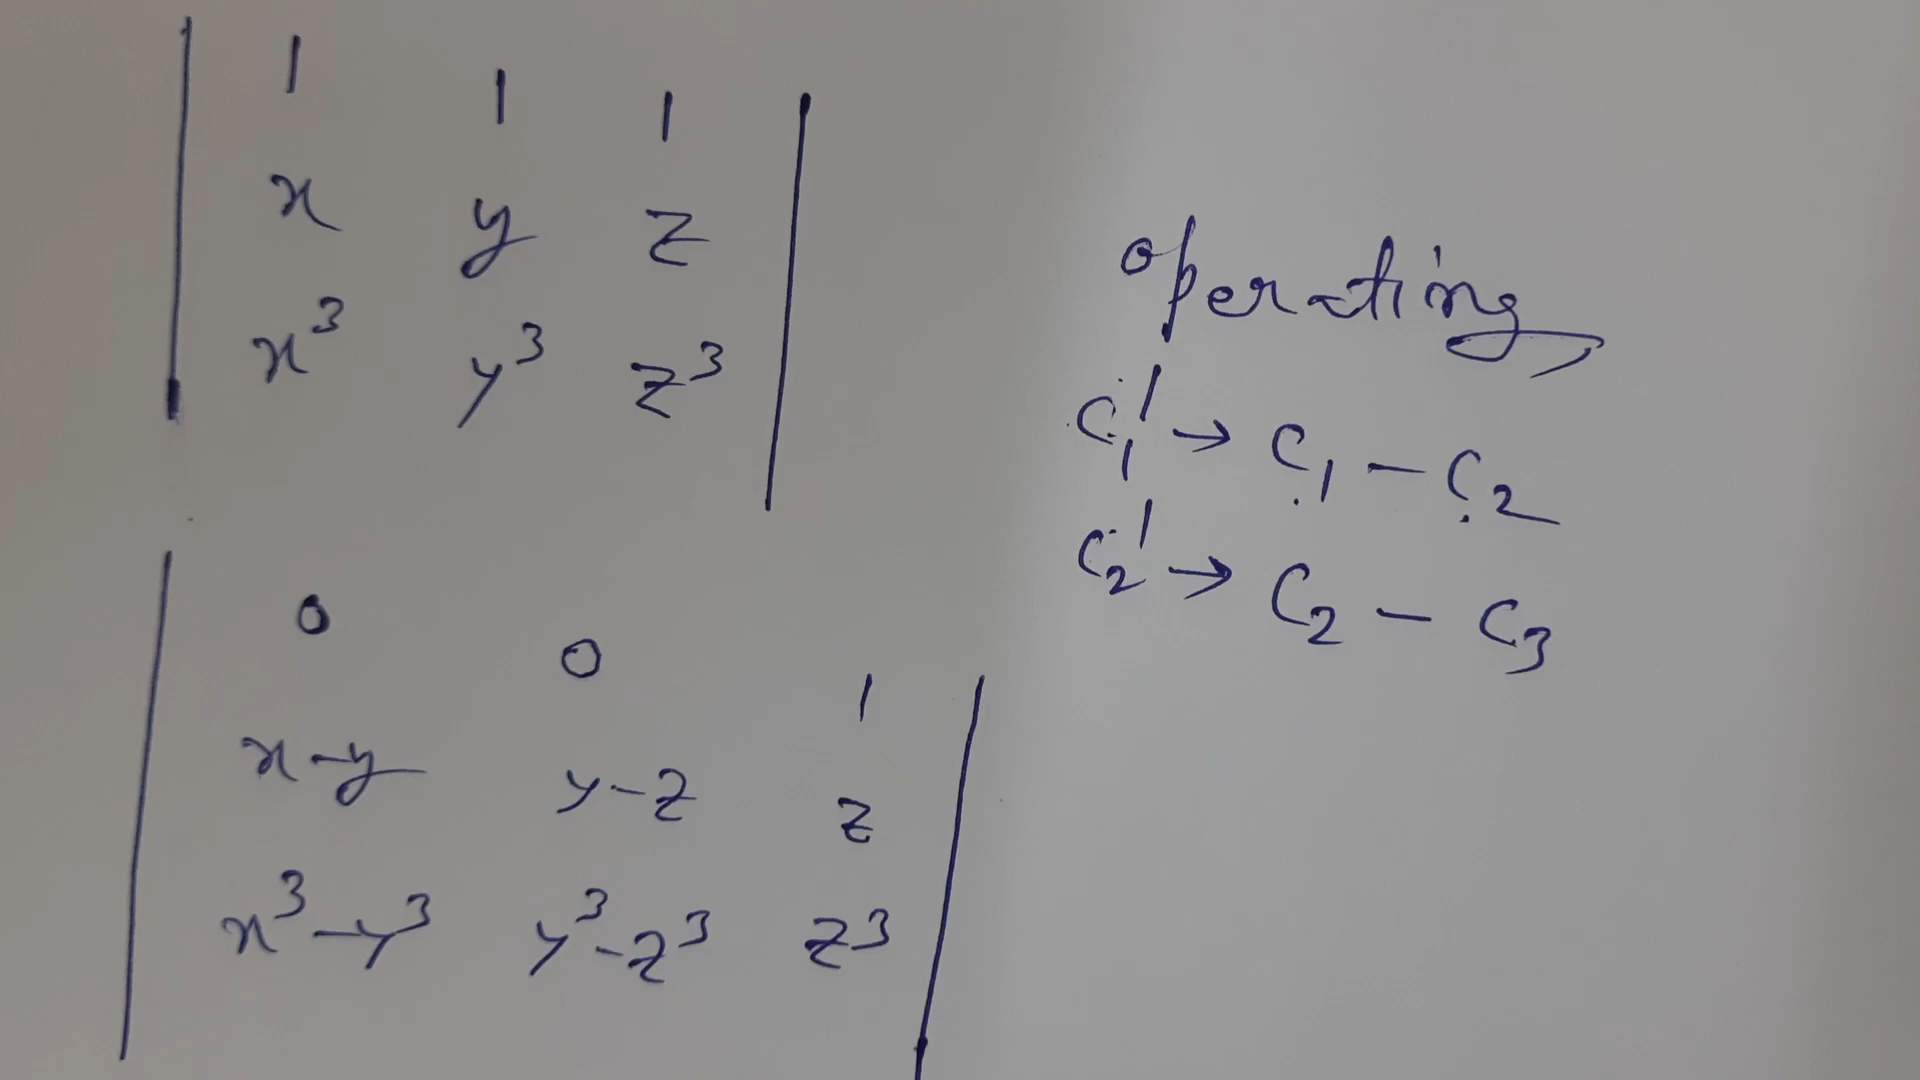 | 1 1 1 |
| x y z |
| x³ y³ z³ |
operating
C₁' → C₁ - C₂
C₂' → C₂ - C₃
| 0 0 1 |
| x-y y-z z |
| x³-y³ y³-z³ z³ |